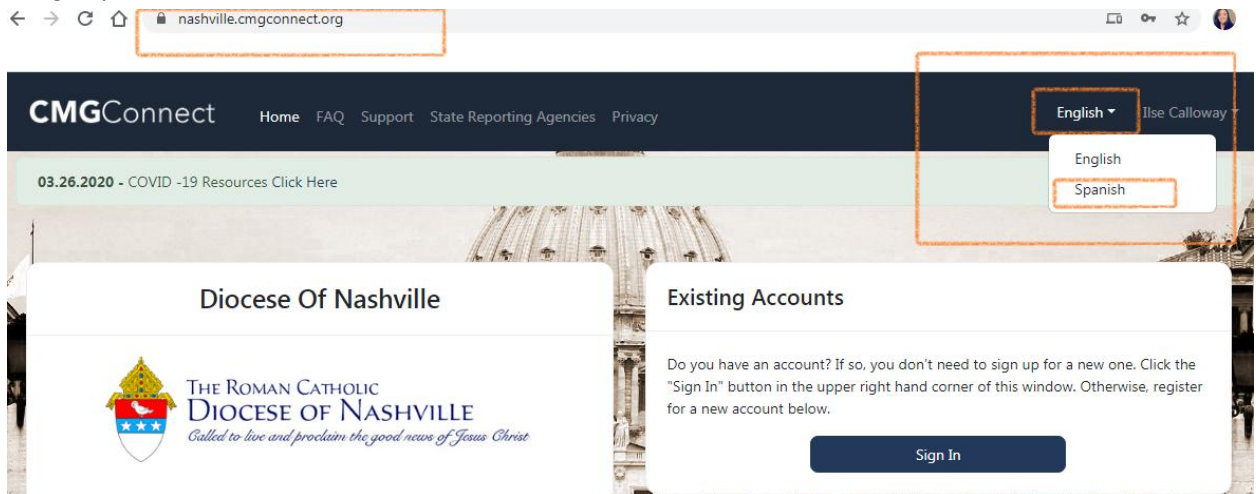 nashville.cmgconnect.org
CMGConnect Home FAQ Support State Reporting Agencies Privacy English Ilse Calloway
English
Spanish
03.26.2020 - COVID -19 Resources Click Here
Diocese Of Nashville
THE ROMAN CATHOLIC
DIOCESE OF NASHVILLE
Called to live and proclaim the good news of Jesus Christ
Existing Accounts
Do you have an account? If so, you don't need to sign up for a new one. Click the
"Sign In" button in the upper right hand corner of this window. Otherwise, register
for a new account below.
Sign In